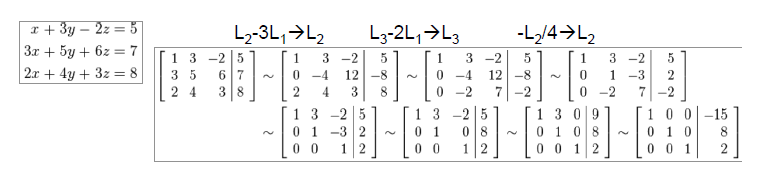 L₂-3L₁→L₂ L₃-2L₁→L₃ -L₂/4→L₂
x + 3y − 2z = 5
3x + 5y + 6z = 7
2x + 4y + 3z = 8
[1 3 −2 | 5] ~ [1 3 −2 | 5] ~ [1 3 −2 | 5] ~ [1 3 −2 | 5]
[3 5 6 | 7] [0 −4 12 | −8] [0 −4 12 | −8] [0 1 −3 | 2]
[2 4 3 | 8] [2 4 3 | 8] [0 −2 7 | −2] [0 −2 7 | −2]
~ [1 3 −2 | 5] ~ [1 3 −2 | 5] ~ [1 3 0 | 9] ~ [1 0 0 | −15]
[0 1 −3 | 2] [0 1 0 | 8] [0 1 0 | 8] [0 1 0 | 8]
[0 0 1 | 2] [0 0 1 | 2] [0 0 1 | 2] [0 0 1 | 2]